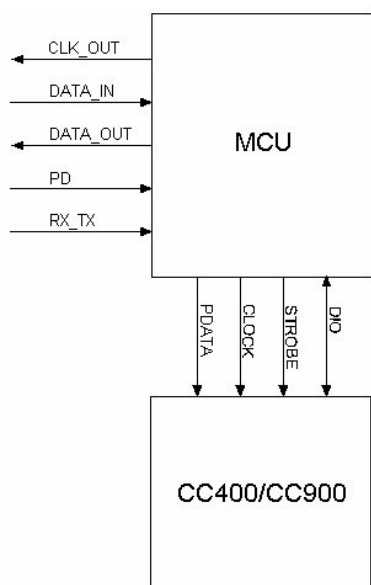 CLK_OUT
DATA_IN
DATA_OUT
PD
RX_TX
MCU
PDATA
CLOCK
STROBE
DIO
CC400/CC900